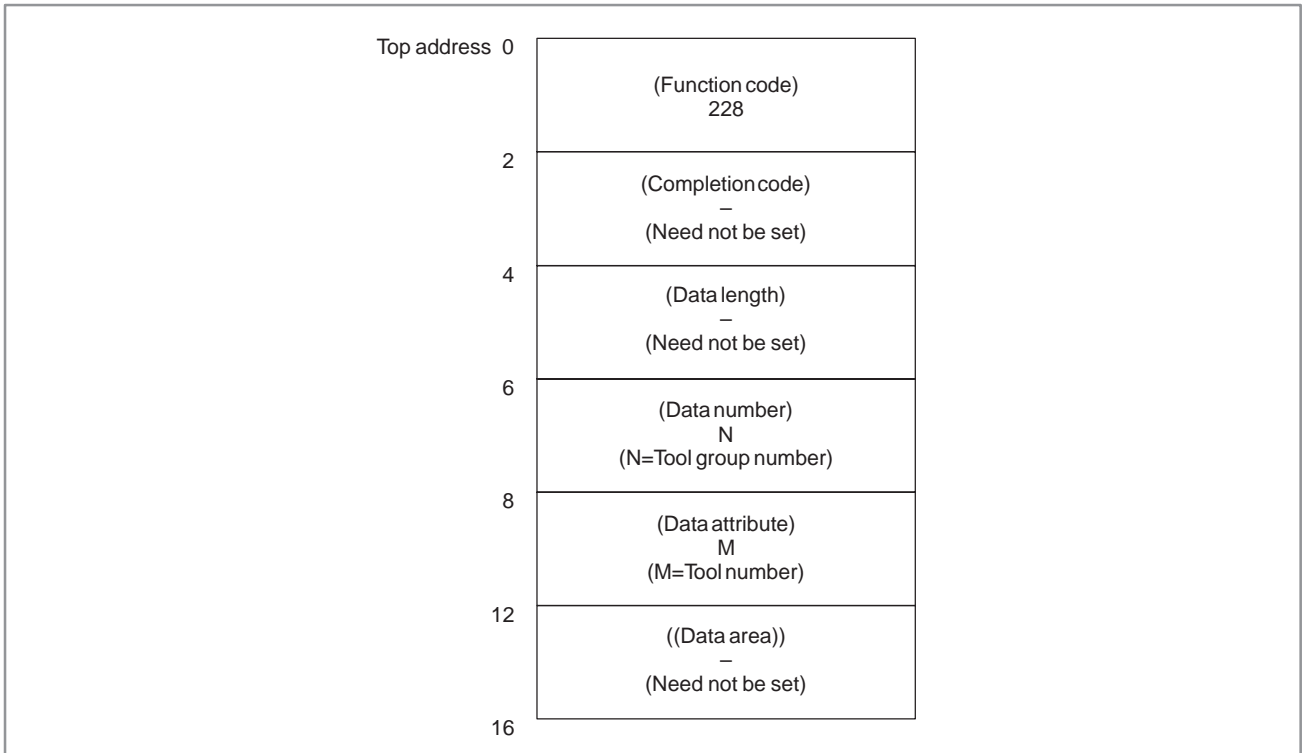 Top address 0
(Function code)
228
2
(Completion code)
–
(Need not be set)
4
(Data length)
–
(Need not be set)
6
(Data number)
N
(N=Tool group number)
8
(Data attribute)
M
(M=Tool number)
12
((Data area))
–
(Need not be set)
16